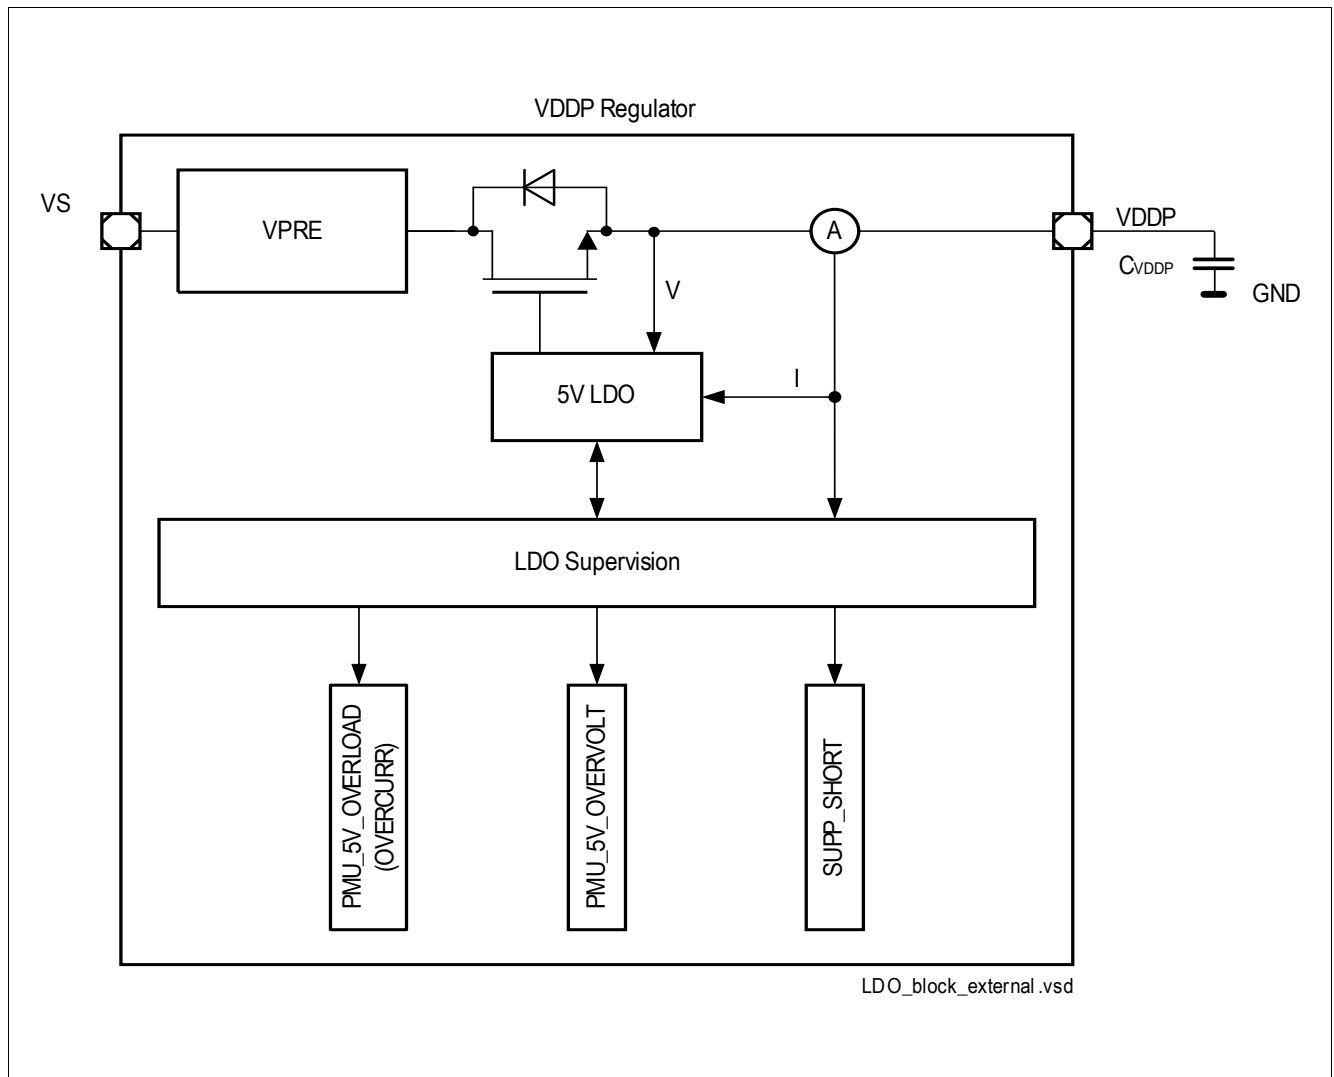 VDDP Regulator
VS
VPRE
A
VDDP
CVDDP
GND
V
I
5V LDO
LDO Supervision
PMU_5V_OVERLOAD
(OVERCURR)
PMU_5V_OVERVOLT
SUPP_SHORT
LDO_block_external.vsd